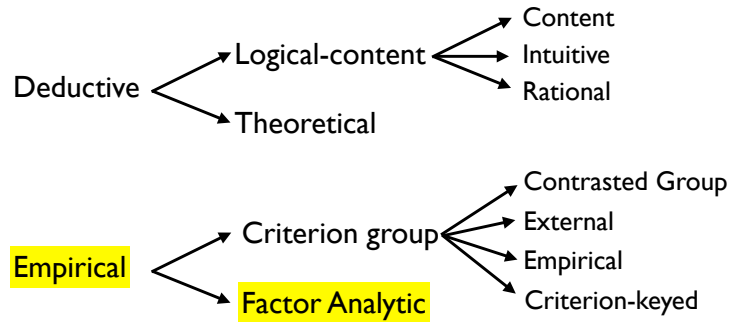 Deductive
Logical-content
Content
Intuitive
Rational
Theoretical
Empirical
Criterion group
Contrasted Group
External
Empirical
Criterion-keyed
Factor Analytic